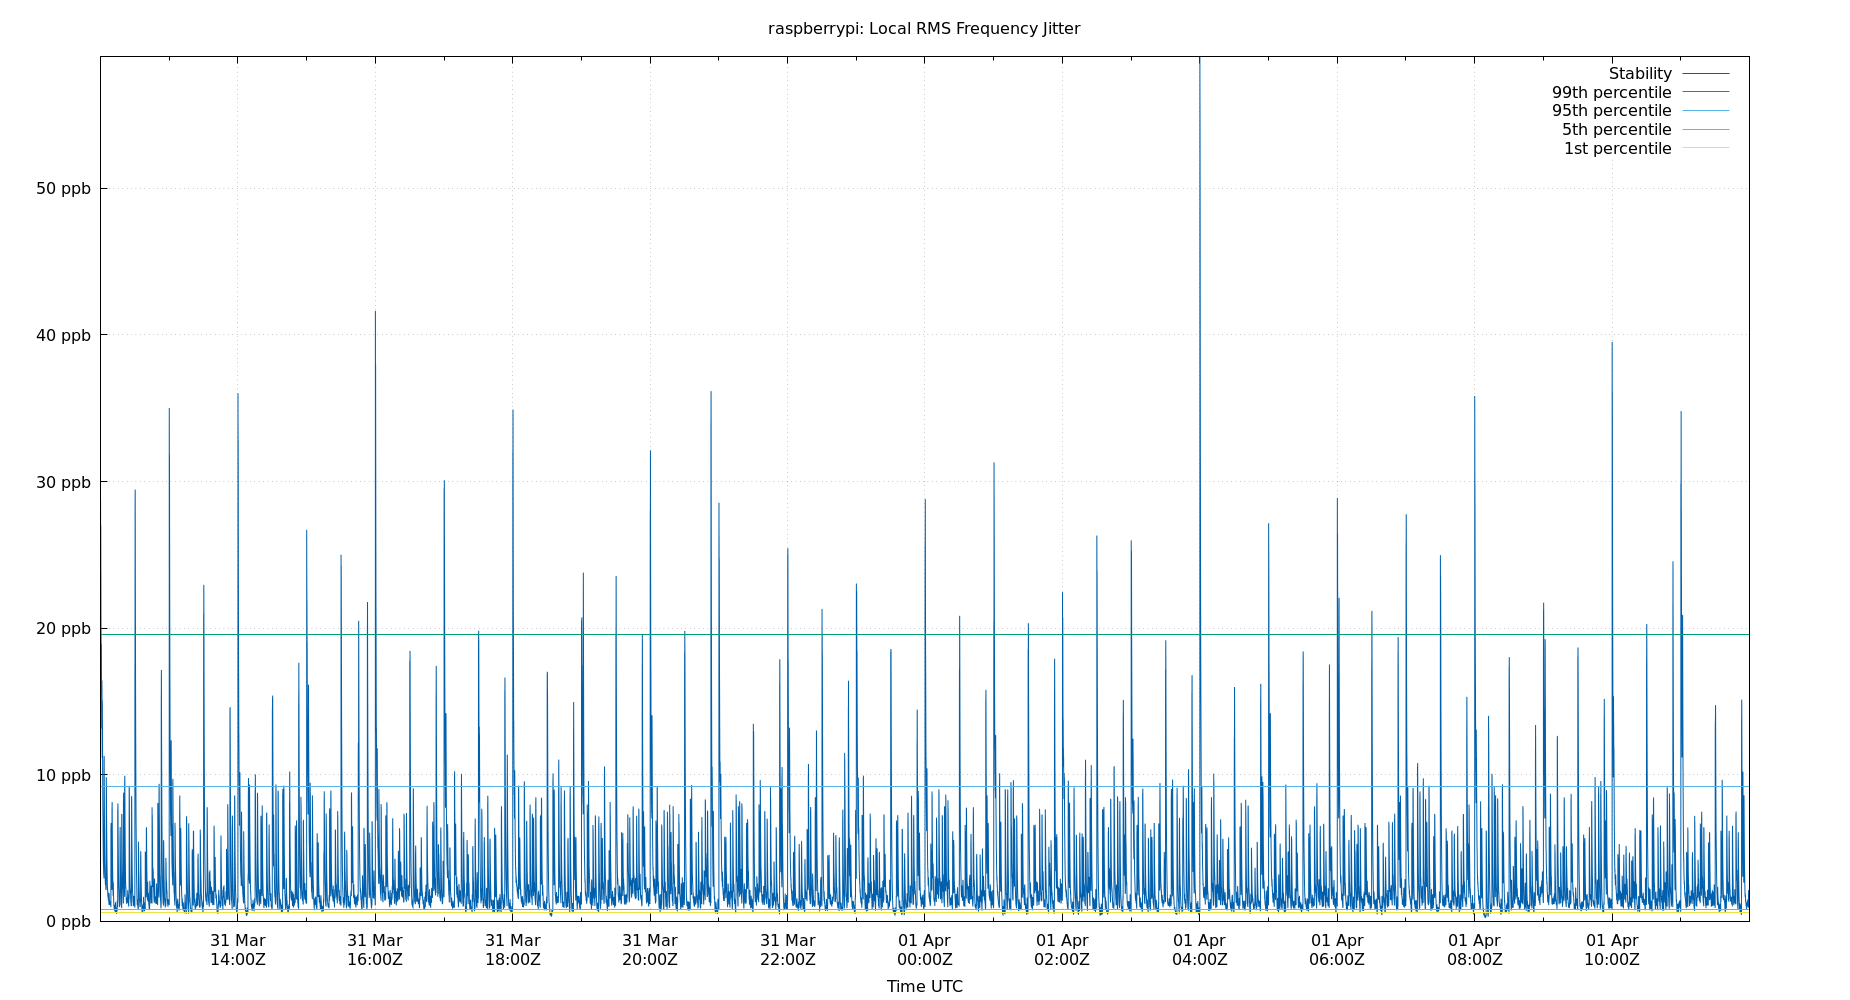 raspberrypi: Local RMS Frequency Jitter
Stability
99th percentile
95th percentile
5th percentile
1st percentile
50 ppb
40 ppb
30 ppb
20 ppb
10 ppb
0 ppb
31 Mar 31 Mar 31 Mar 31 Mar 31 Mar 01 Apr 01 Apr 01 Apr 01 Apr 01 Apr 01 Apr
14:00Z 16:00Z 18:00Z 20:00Z 22:00Z 00:00Z 02:00Z 04:00Z 06:00Z 08:00Z 10:00Z
Time UTC